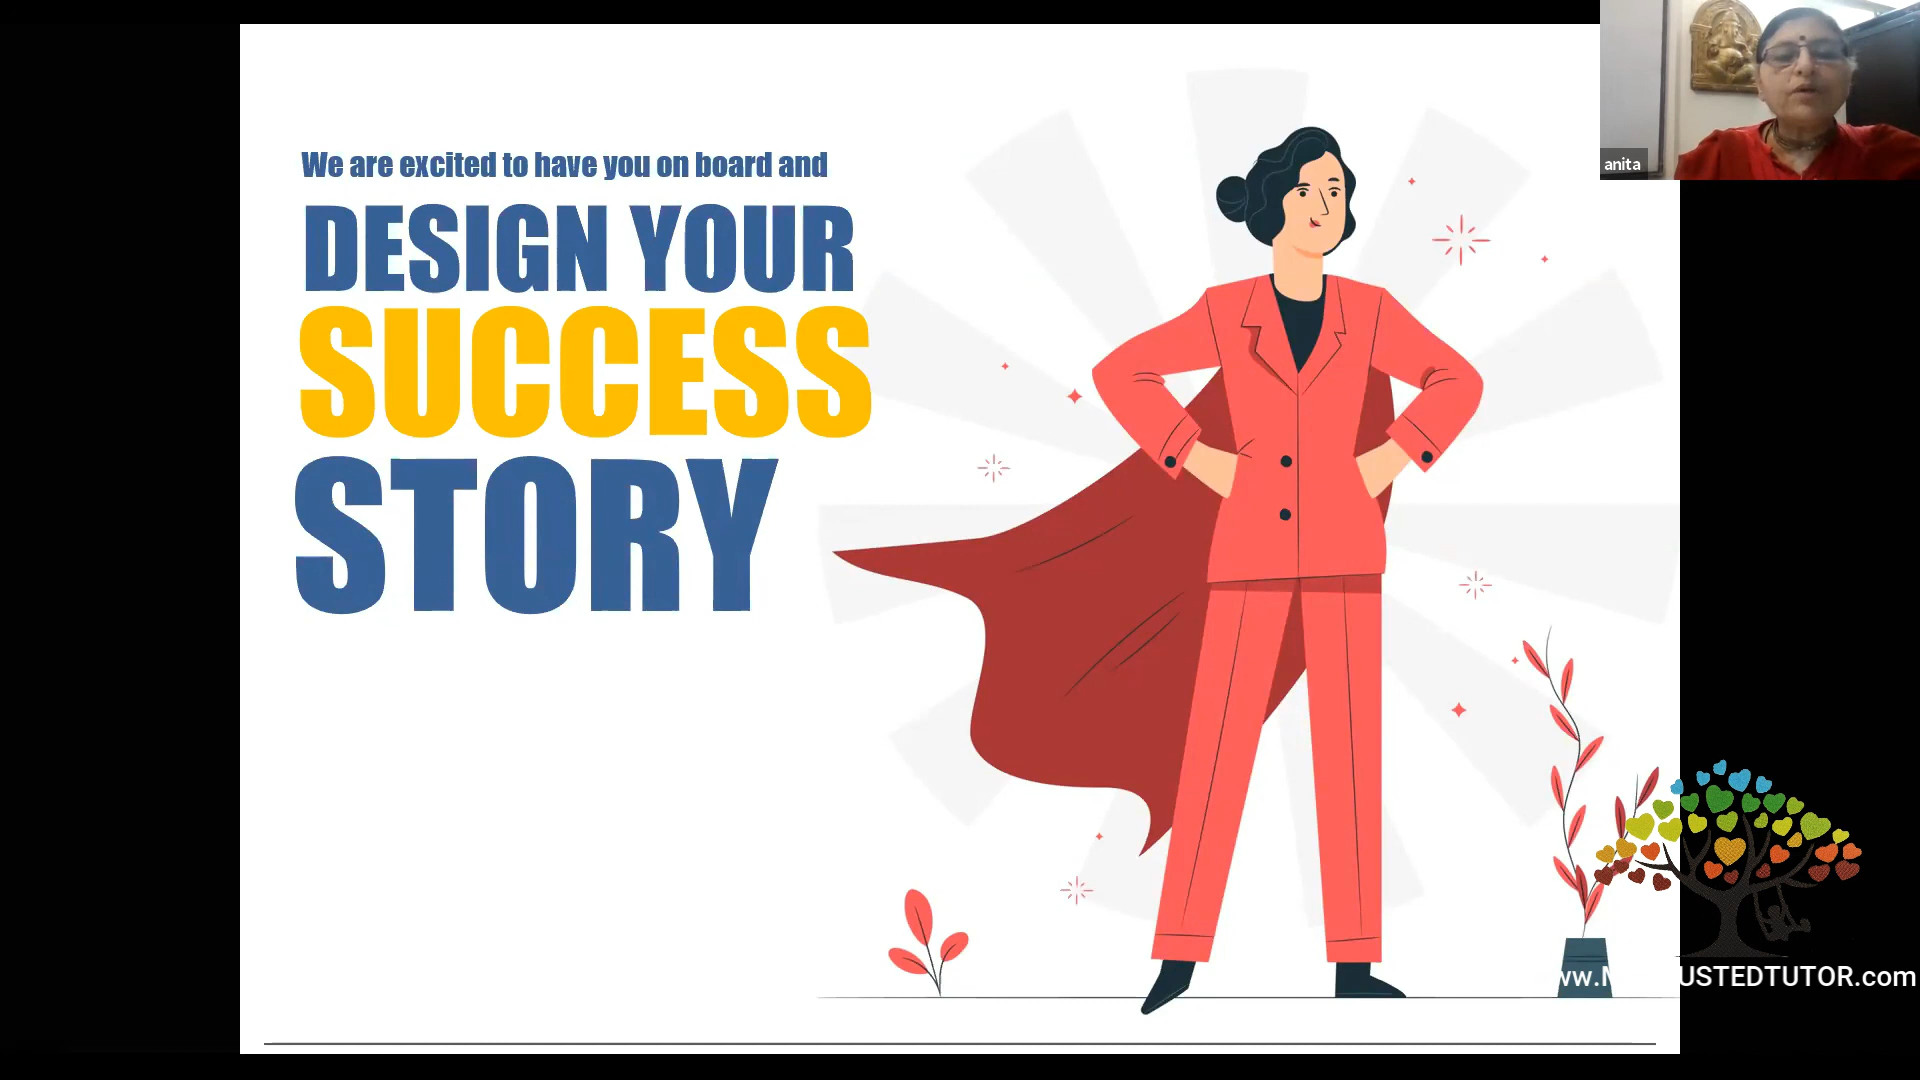 We are excited to have you on board and
DESIGN YOUR
SUCCESS
STORY
anita
USTEDTUTOR.com